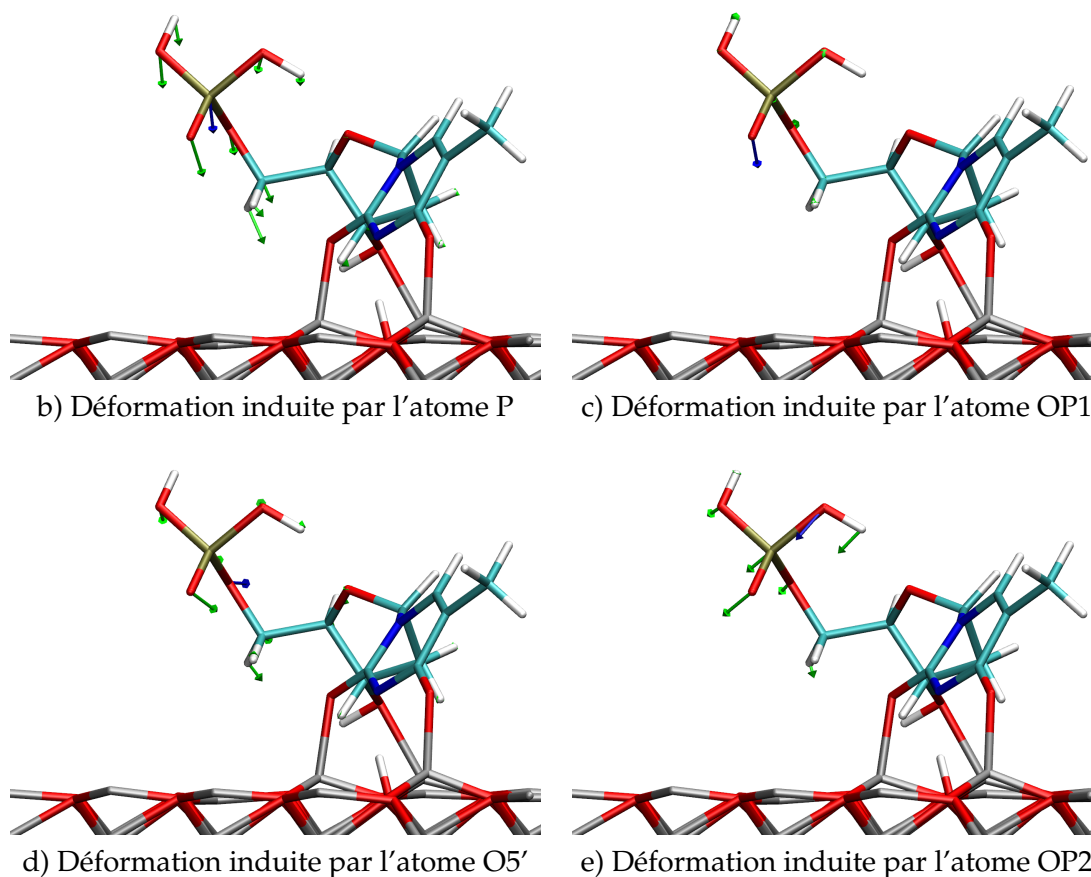 b) Déformation induite par l’atome P
c) Déformation induite par l’atome OP1
d) Déformation induite par l’atome O5’
e) Déformation induite par l’atome OP2